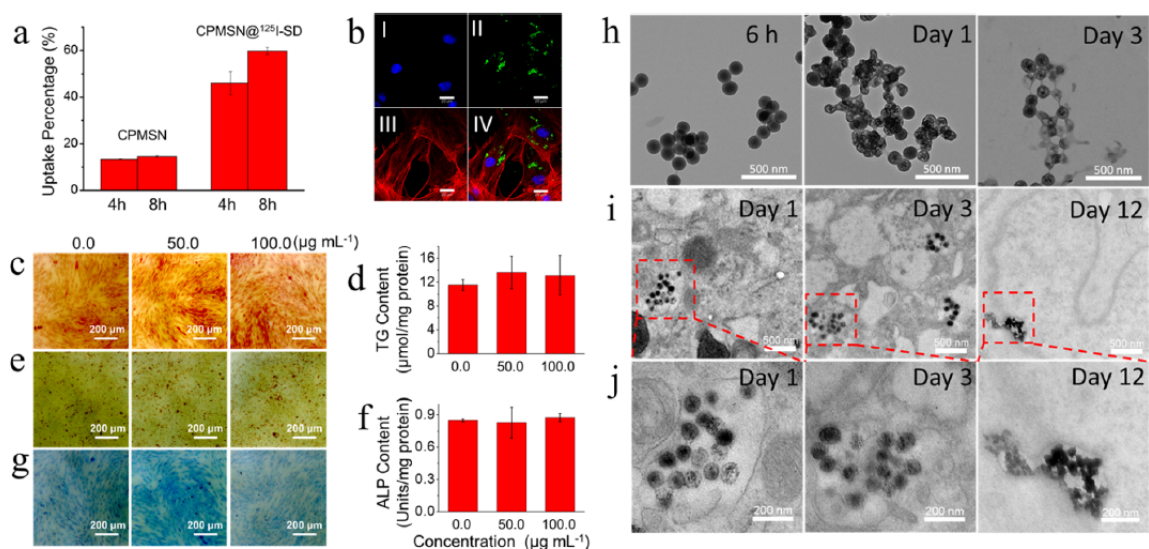 a
Uptake Percentage (%)
60
40
20
0
CPMSN
CPMSN@¹²⁵I-SD
4h 8h 4h 8h
b
I II
III IV
0.0 50.0 100.0 (µg mL⁻¹)
c
200 µm 200 µm 200 µm
e
200 µm 200 µm 200 µm
g
200 µm 200 µm 200 µm
d
TG Content
(µmol/mg protein)
16
12
8
4
0
0.0 50.0 100.0
f
ALP Content
(Units/mg protein)
0.9
0.6
0.3
0.0
0.0 50.0 100.0
Concentration (µg mL⁻¹)
h
6 h Day 1 Day 3
500 nm 500 nm 500 nm
i
Day 1 Day 3 Day 12
500 nm 500 nm 500 nm
j
Day 1 Day 3 Day 12
200 nm 200 nm 200 nm